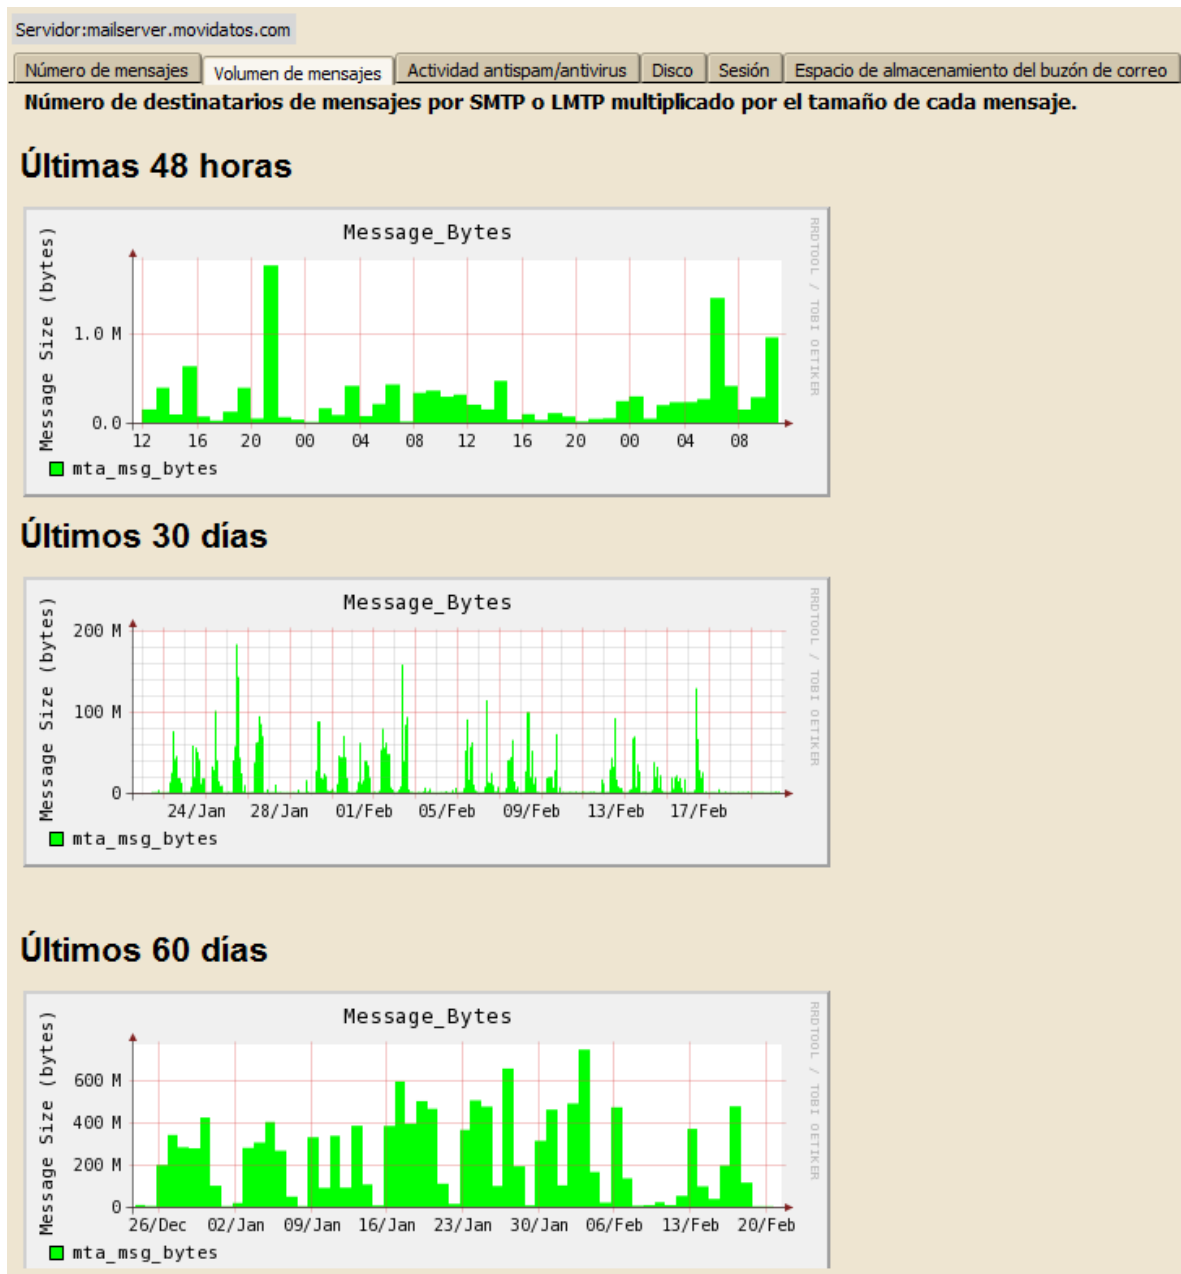 Servidor:mailserver.movidatos.com
Número de mensajes Volumen de mensajes Actividad antispam/antivirus Disco Sesión Espacio de almacenamiento del buzón de correo
Número de destinatarios de mensajes por SMTP o LMTP multiplicado por el tamaño de cada mensaje.
Últimas 48 horas
Message_Bytes
Message Size (bytes)
1.0 M
0.0
12 16 20 00 04 08 12 16 20 00 04 08
mta_msg_bytes
RRDTOOL / TOBI OETIKER
Últimos 30 días
Message_Bytes
Message Size (bytes)
200 M
100 M
0
24/Jan 28/Jan 01/Feb 05/Feb 09/Feb 13/Feb 17/Feb
mta_msg_bytes
RRDTOOL / TOBI OETIKER
Últimos 60 días
Message_Bytes
Message Size (bytes)
600 M
400 M
200 M
0
26/Dec 02/Jan 09/Jan 16/Jan 23/Jan 30/Jan 06/Feb 13/Feb 20/Feb
mta_msg_bytes
RRDTOOL / TOBI OETIKER